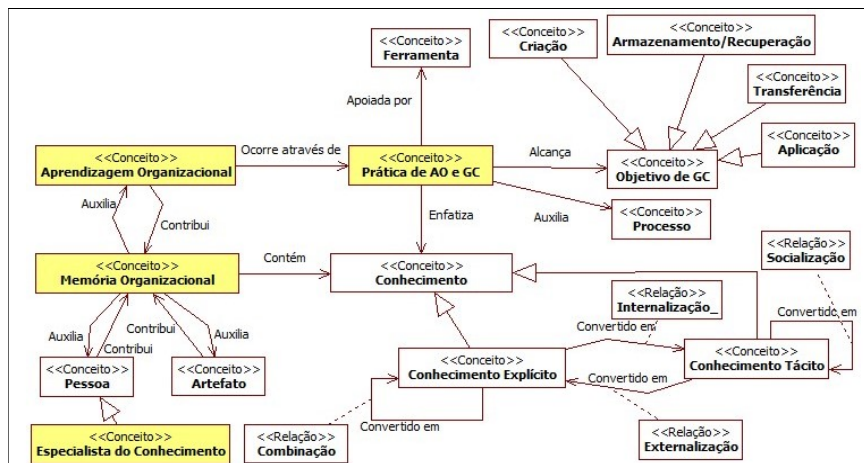 <<Conceito>>
Ferramenta
<<Conceito>>
Criação
<<Conceito>>
Armazenamento/Recuperação
<<Conceito>>
Transferência
Apoiada por
<<Conceito>>
Aplicação
Ocorre através de
Alcança
<<Conceito>>
Aprendizagem Organizacional
<<Conceito>>
Prática de AO e GC
<<Conceito>>
Objetivo de GC
Auxilia
Contribui
Enfatiza
Auxilia
<<Conceito>>
Processo
<<Relação>>
Socialização
<<Conceito>>
Memória Organizacional
Contém
<<Conceito>>
Conhecimento
<<Relação>>
Internalização_
Auxilia
Contribui
Contribui
Auxilia
Convertido em
Convertido em
<<Conceito>>
Pessoa
<<Conceito>>
Artefato
<<Conceito>>
Conhecimento Explícito
Convertido em
<<Conceito>>
Conhecimento Tácito
<<Conceito>>
Especialista do Conhecimento
<<Relação>>
Combinação
Convertido em
<<Relação>>
Externalização